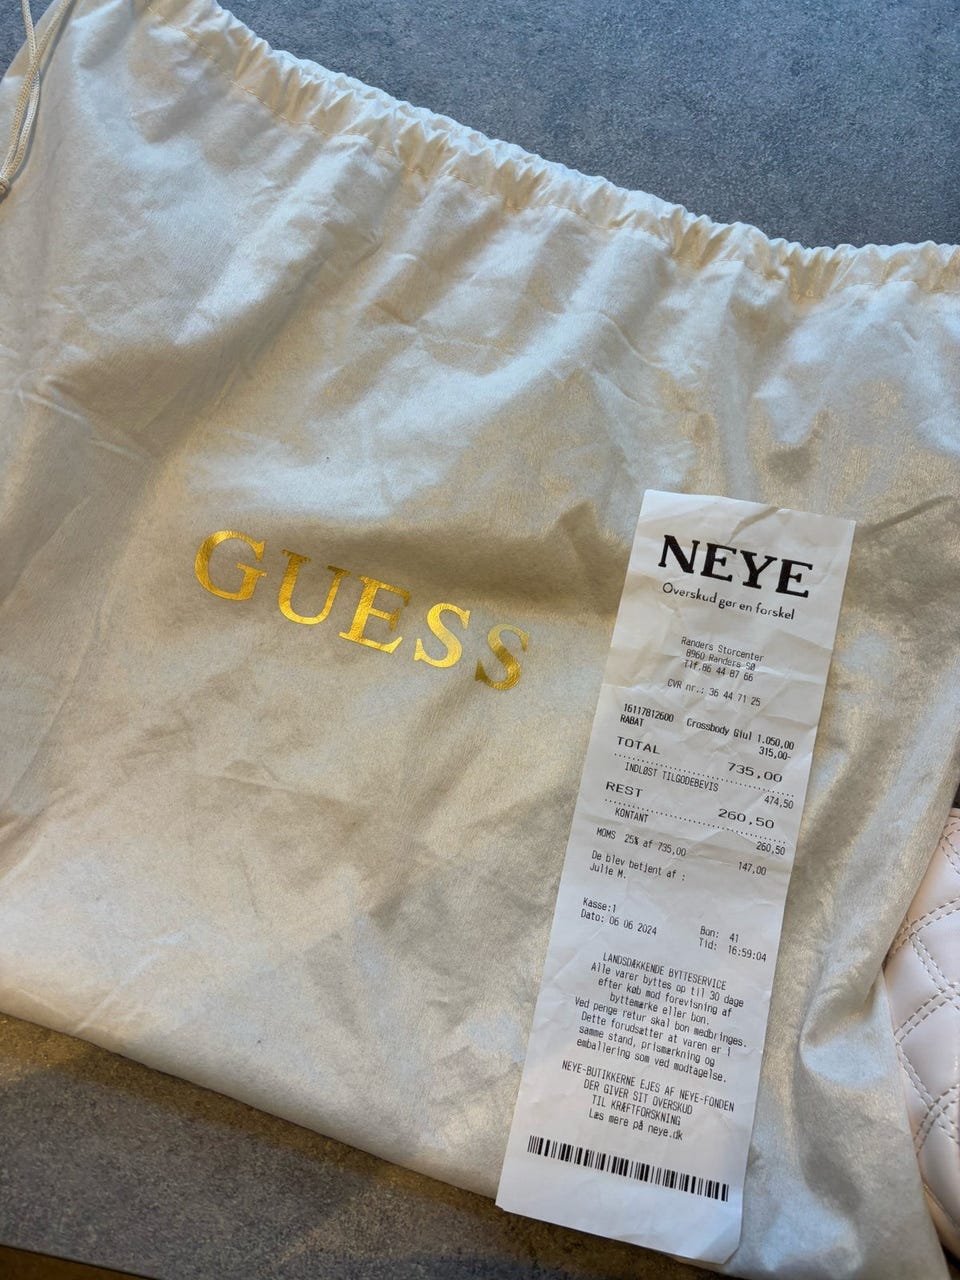 GUESS
NEYE
Overskud gør en forskel
Randers Storcenter
8960 Randers SØ
Tlf.86 44 87 66
CVR nr.: 36 44 71 25
16117812600 Crossbody Giul 1.050,00
RABAT 315,00-
TOTAL 735,00
INDLØST TILGODEBEVIS 474,50
REST 260,50
KONTANT 260,50
MOMS 25% af 735,00 147,00
De blev betjent af :
Julie M.
Kasse:1 Bon: 41
Dato: 06 06 2024 Tid: 16:59:04
LANDSDÆKKENDE BYTTESERVICE
Alle varer byttes op til 30 dage
efter køb mod forevisning af
byttemærke eller bon.
Ved penge retur skal bon medbringes.
Dette forudsætter at varen er i
samme stand, prismærkning og
emballering som ved modtagelse.
NEYE-BUTIKKERNE EJES AF NEYE-FONDEN
DER GIVER SIT OVERSKUD
TIL KRÆFTFORSKNING
Læs mere på neye.dk